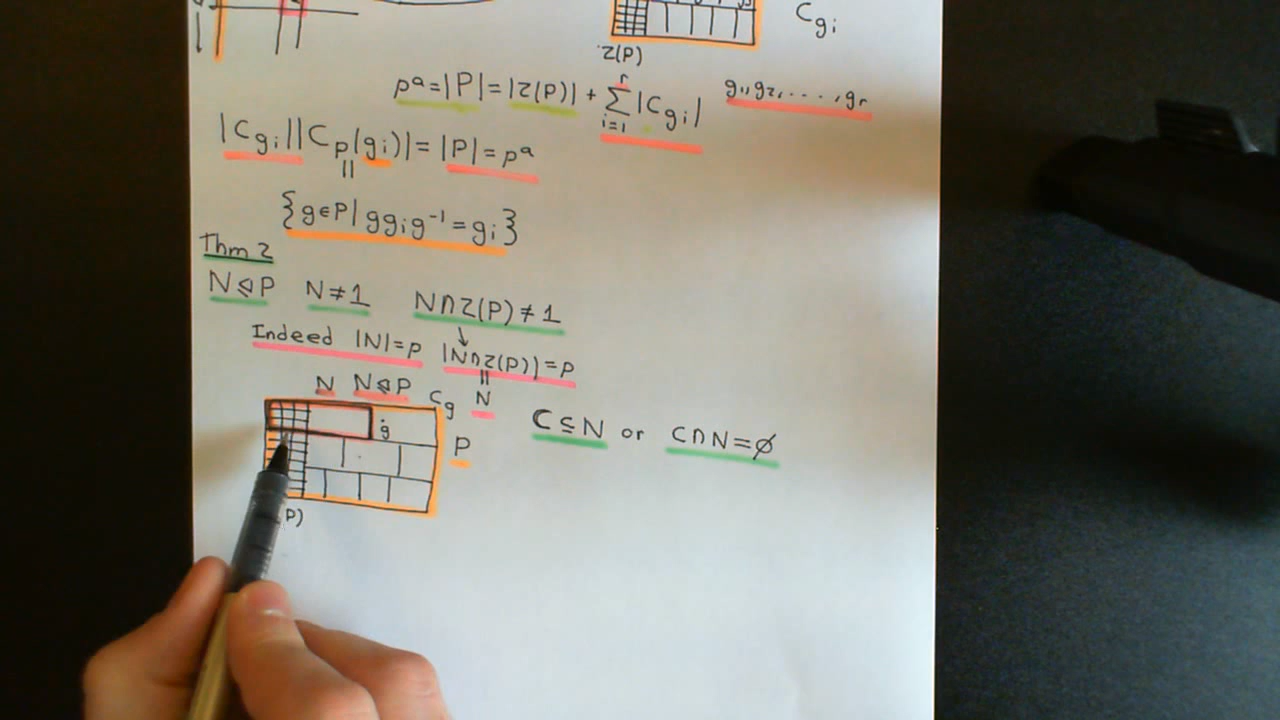 C_{g_i}
Z(P)
p^a = |P| = |Z(P)| + \sum_{i=1}^{r} |C_{g_i}|   g_1, g_2, ...., g_r
|C_{g_i}||C_P(g_i)| = |P| = p^a
||
{g ∈ P | g g_i g^{-1} = g_i}
Thm 2
N ⊴ P   N ≠ 1   N ∩ Z(P) ≠ 1
↓
Indeed |N| = p   |N ∩ Z(P)| = p
||
N   N ⊴ P   C_g   N
g
P
C ⊆ N or C ∩ N = ∅
P)